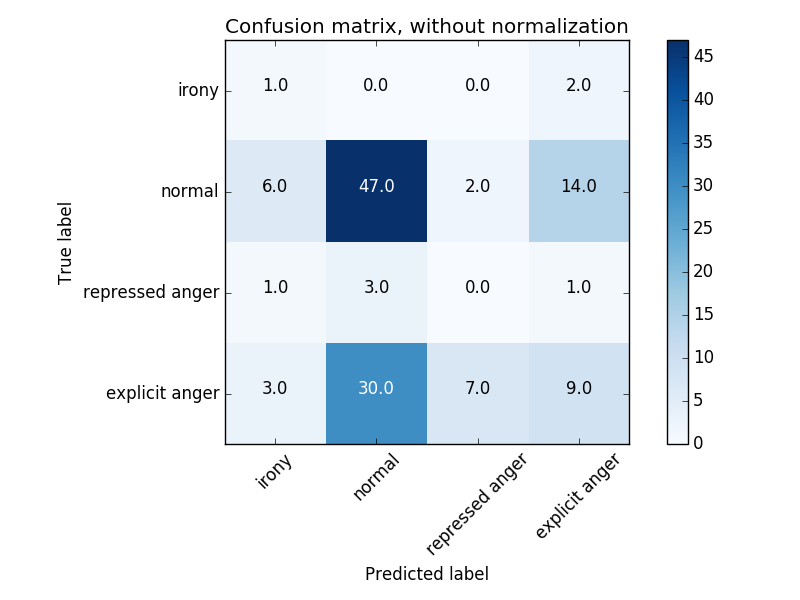 Confusion matrix, without normalization
True label
irony 1.0 0.0 0.0 2.0
normal 6.0 47.0 2.0 14.0
repressed anger 1.0 3.0 0.0 1.0
explicit anger 3.0 30.0 7.0 9.0
irony normal repressed anger explicit anger
Predicted label
45
40
35
30
25
20
15
10
5
0